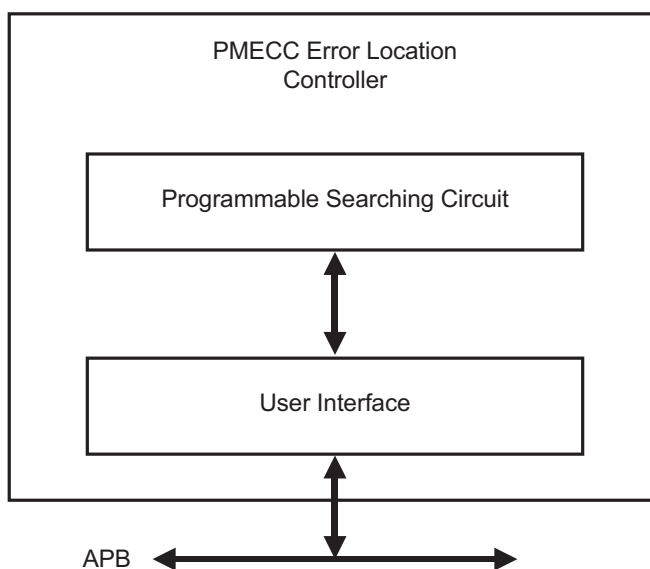 PMECC Error Location
Controller
Programmable Searching Circuit
User Interface
APB